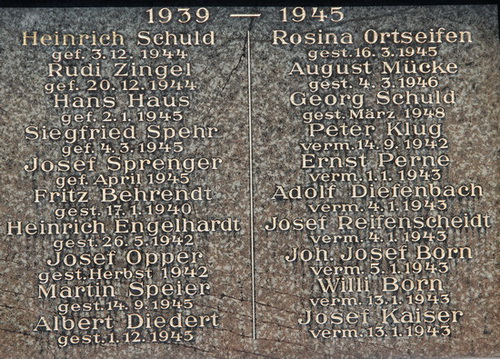 1939 — 1945
Heinrich Schuld
gef. 3.12.1944
Rudi Zingel
gef. 20.12.1944
Hans Haus
gef. 2.1.1945
Siegfried Spehr
gef. 4.3.1945
Josef Sprenger
gef. April 1945
Fritz Behrendt
gest. 17.1.1940
Heinrich Engelhardt
gest. 26.5.1942
Josef Opper
gest. Herbst 1942
Martin Speier
gest. 14.9.1945
Albert Diedert
gest. 1.12.1945
Rosina Ortseifen
gest. 16.3.1945
August Mücke
gest. 4.3.1946
Georg Schuld
gest. März 1948
Peter Klug
verm. 14.9.1942
Ernst Perne
verm. 1.1.1943
Adolf Diefenbach
verm. 4.1.1943
Josef Reifenscheidt
verm. 4.1.1943
Joh. Josef Born
verm. 5.1.1943
Willi Born
verm. 13.1.1943
Josef Kaiser
verm. 13.1.1943